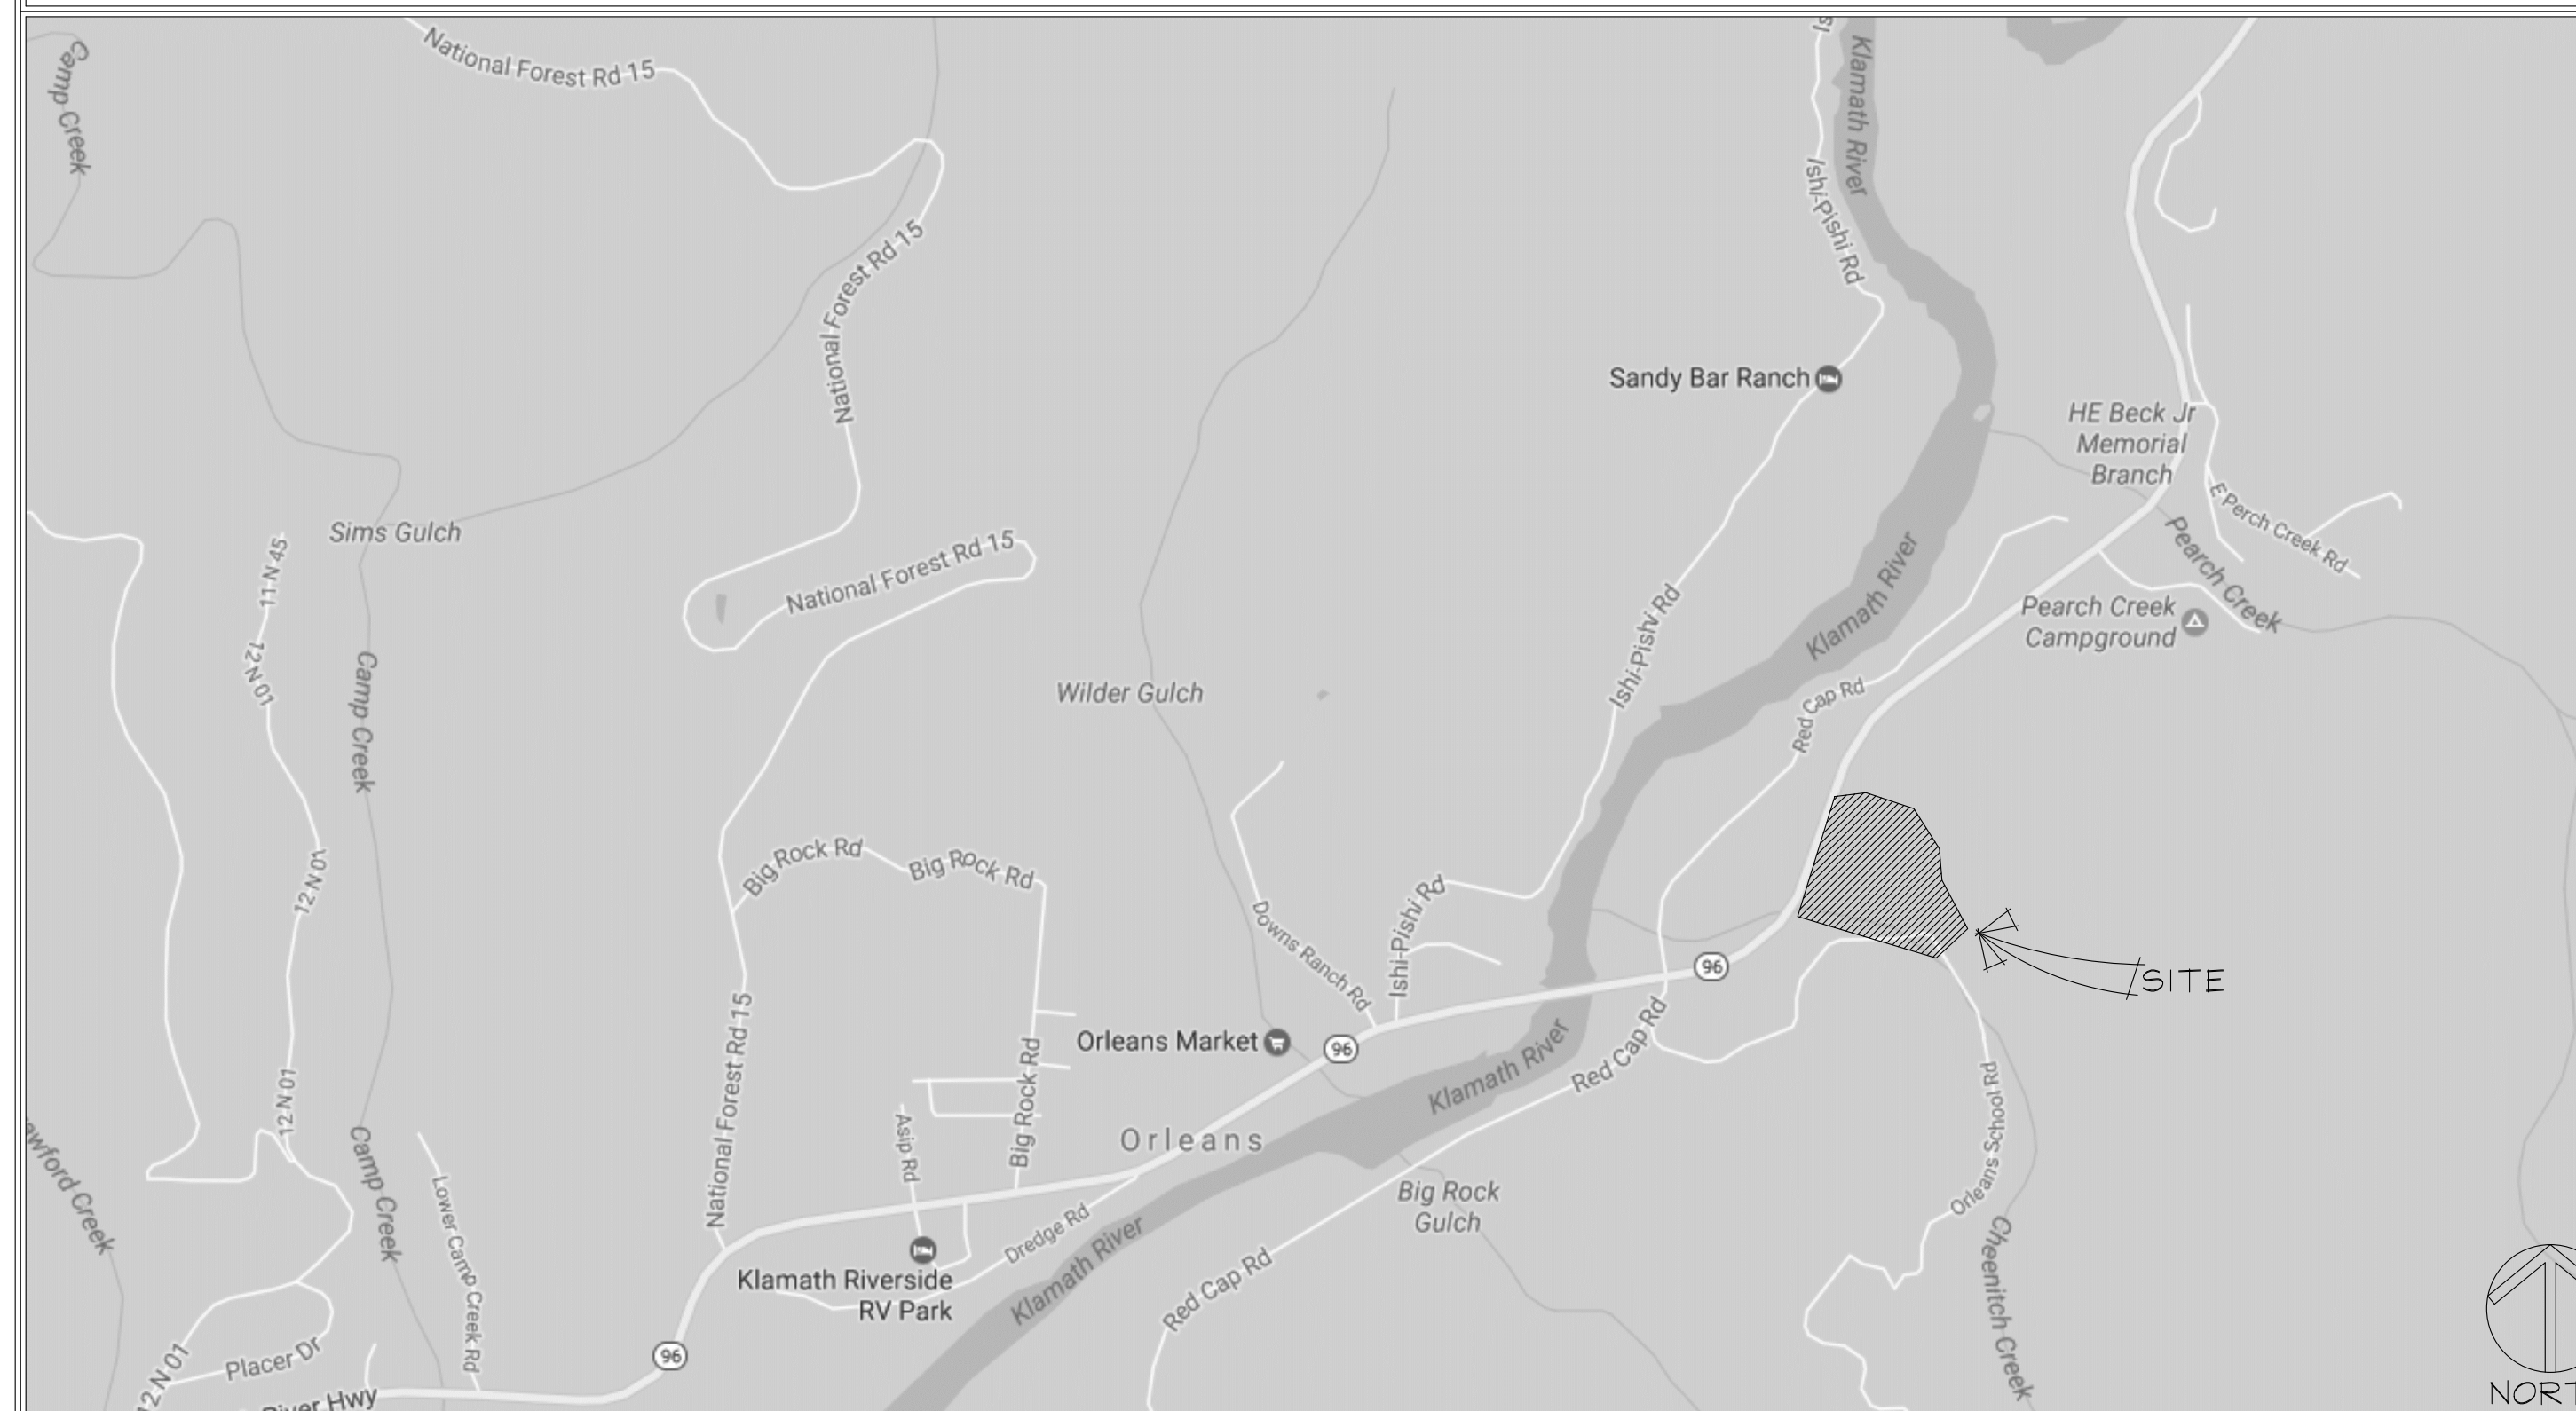 National Forest Rd 15
Camp Creek
Klamath River
Ishi-Pishi Rd
National Forest Rd 15
Sandy Bar Ranch
HE Beck Jr
Memorial
Branch
Sims Gulch
E Perch Creek Rd
Pearch Creek
11 N 45
National Forest Rd 15
Klamath River
Pearch Creek
Campground
Ishi-Pishi Rd
12 N 01
Camp Creek
Wilder Gulch
Red Cap Rd
Big Rock Rd
Big Rock Rd
12 N 01
Ishi-Pishi Rd
Downs Ranch Rd
96
SITE
National Forest Rd 15
Orleans Market
96
Red Cap Rd
Klamath River
Big Rock Rd
12 N 01
Orleans School Rd
Asip Rd
Orleans
Camp Creek
Lower Camp Creek Rd
Big Rock
Gulch
Dredge Rd
Klamath River
Klamath Riverside
RV Park
Red Cap Rd
Cheenitch Creek
96
Placer Dr
12 N 01
River Hwy